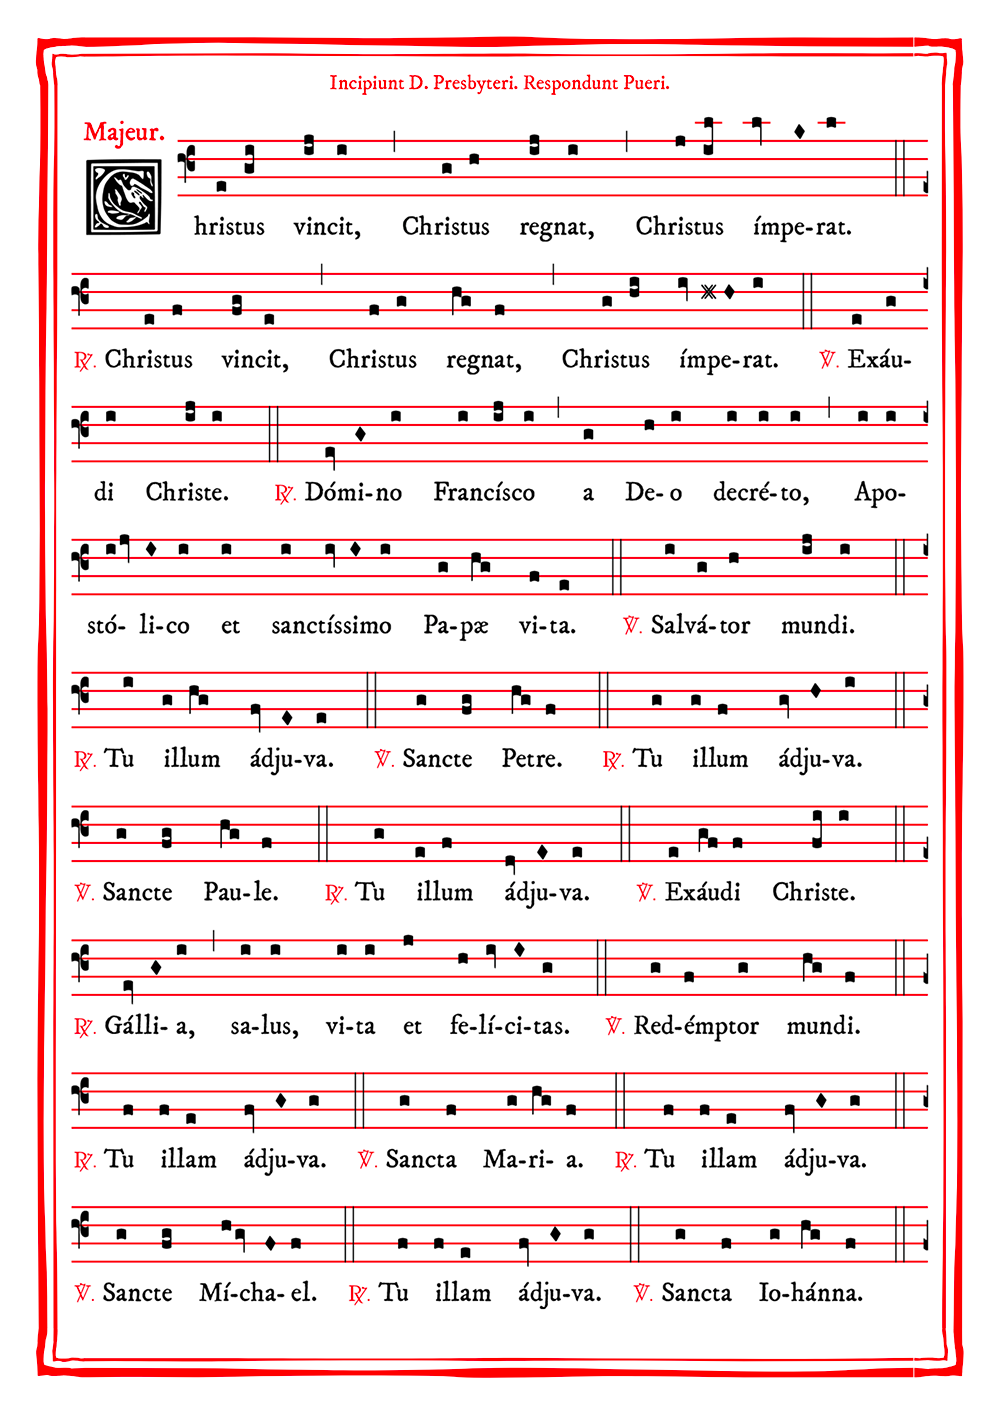 Incipiunt D. Presbyteri. Respondunt Pueri.
Majeur.
Christus vincit, Christus regnat, Christus ímpe-rat.
℟. Christus vincit, Christus regnat, Christus ímpe-rat. ℣. Exáu-
di Christe. ℟. Dómi-no Francísco a De-o decré-to, Apo-
stó-li-co et sanctíssimo Pa-pæ vi-ta. ℣. Salvá-tor mundi.
℟. Tu illum ádju-va. ℣. Sancte Petre. ℟. Tu illum ádju-va.
℣. Sancte Pau-le. ℟. Tu illum ádju-va. ℣. Exáudi Christe.
℟. Gálli-a, sa-lus, vi-ta et fe-lí-ci-tas. ℣. Red-émptor mundi.
℟. Tu illam ádju-va. ℣. Sancta Ma-ri-a. ℟. Tu illam ádju-va.
℣. Sancte Mí-cha-el. ℟. Tu illam ádju-va. ℣. Sancta Io-hánna.